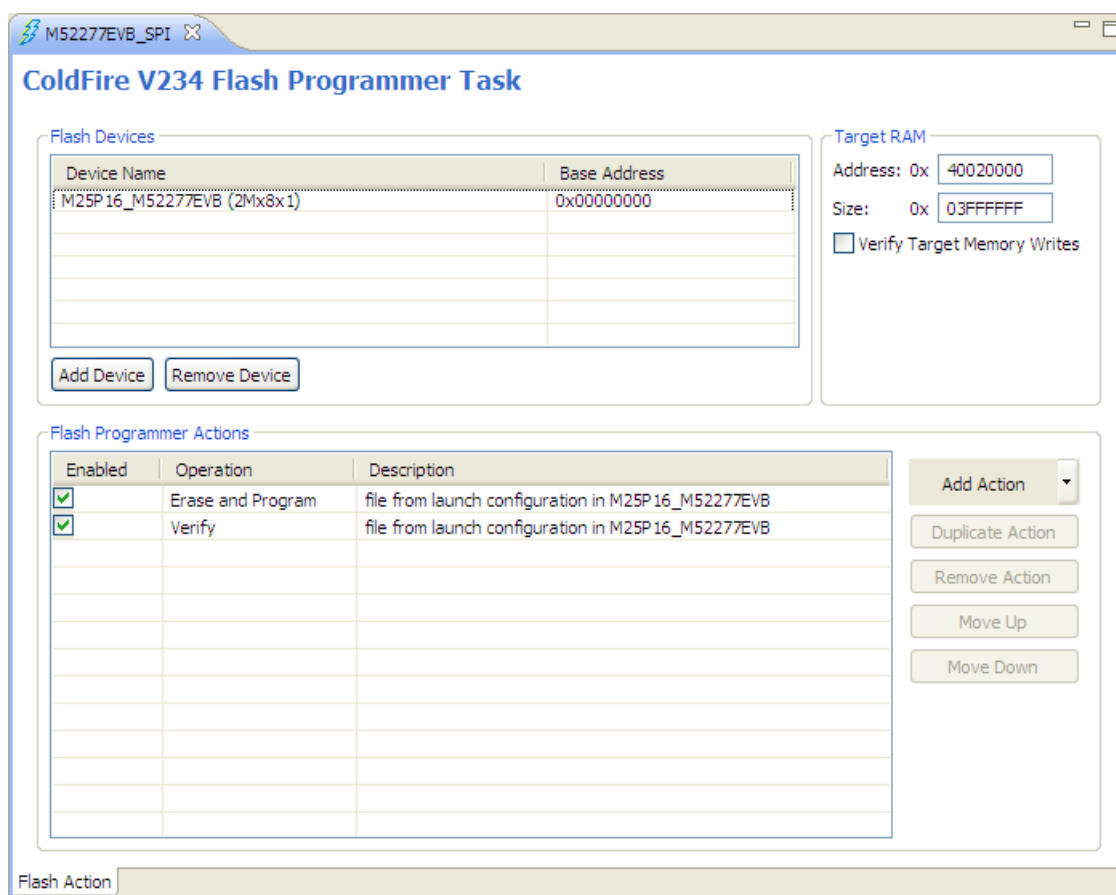 M52277EVB_SPI
ColdFire V234 Flash Programmer Task
Flash Devices
Device Name Base Address
M25P16_M52277EVB (2Mx8x1) 0x00000000
Add Device Remove Device
Target RAM
Address: 0x 40020000
Size: 0x 03FFFFFF
Verify Target Memory Writes
Flash Programmer Actions
Enabled Operation Description
Erase and Program file from launch configuration in M25P16_M52277EVB
Verify file from launch configuration in M25P16_M52277EVB
Add Action
Duplicate Action
Remove Action
Move Up
Move Down
Flash Action